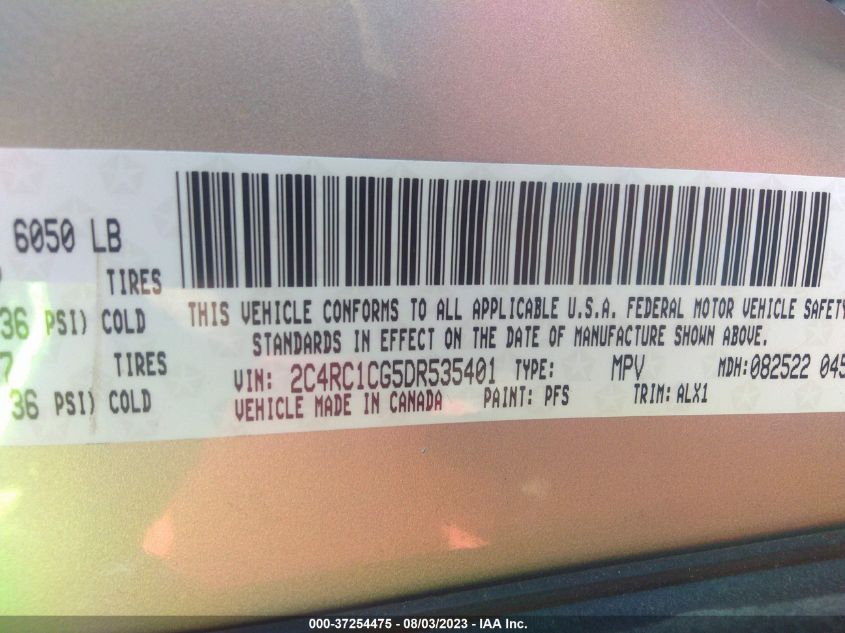 6050 LB
TIRES
36 PSI) COLD
7 TIRES
36 PSI) COLD
THIS VEHICLE CONFORMS TO ALL APPLICABLE U.S.A. FEDERAL MOTOR VEHICLE SAFETY
STANDARDS IN EFFECT ON THE DATE OF MANUFACTURE SHOWN ABOVE.
VIN: 2C4RC1CG5DR535401 TYPE: MPV MDH:082522 045
VEHICLE MADE IN CANADA PAINT: PFS TRIM: ALX1
000-37254475 - 08/03/2023 - IAA Inc.